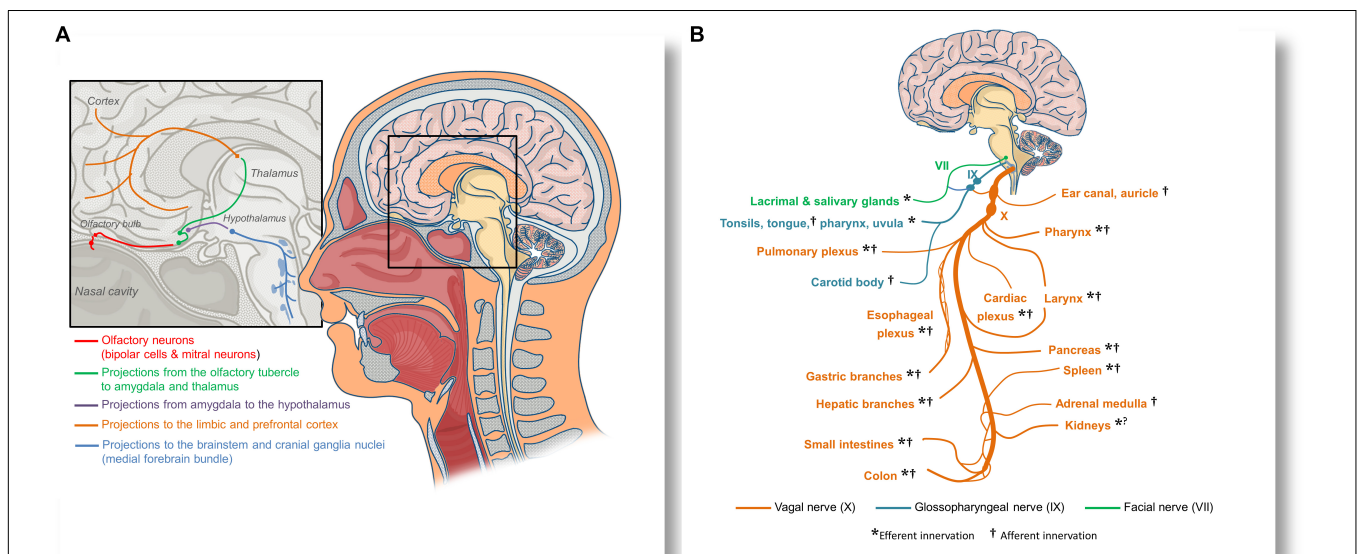 A
Cortex
Thalamus
Hypothalamus
Olfactory bulb
Nasal cavity
Olfactory neurons
(bipolar cells & mitral neurons)
Projections from the olfactory tubercle
to amygdala and thalamus
Projections from amygdala to the hypothalamus
Projections to the limbic and prefrontal cortex
Projections to the brainstem and cranial ganglia nuclei
(medial forebrain bundle)
B
VII
IX
X
Lacrimal & salivary glands *
Ear canal, auricle †
Tonsils, tongue,† pharynx, uvula *
Pharynx *†
Pulmonary plexus *†
Carotid body †
Cardiac
plexus *†
Larynx *†
Esophageal
plexus *†
Pancreas *†
Spleen *†
Gastric branches *†
Hepatic branches *†
Adrenal medulla †
Kidneys *?
Small intestines *†
Colon *†
Vagal nerve (X)
Glossopharyngeal nerve (IX)
Facial nerve (VII)
*Efferent innervation † Afferent innervation